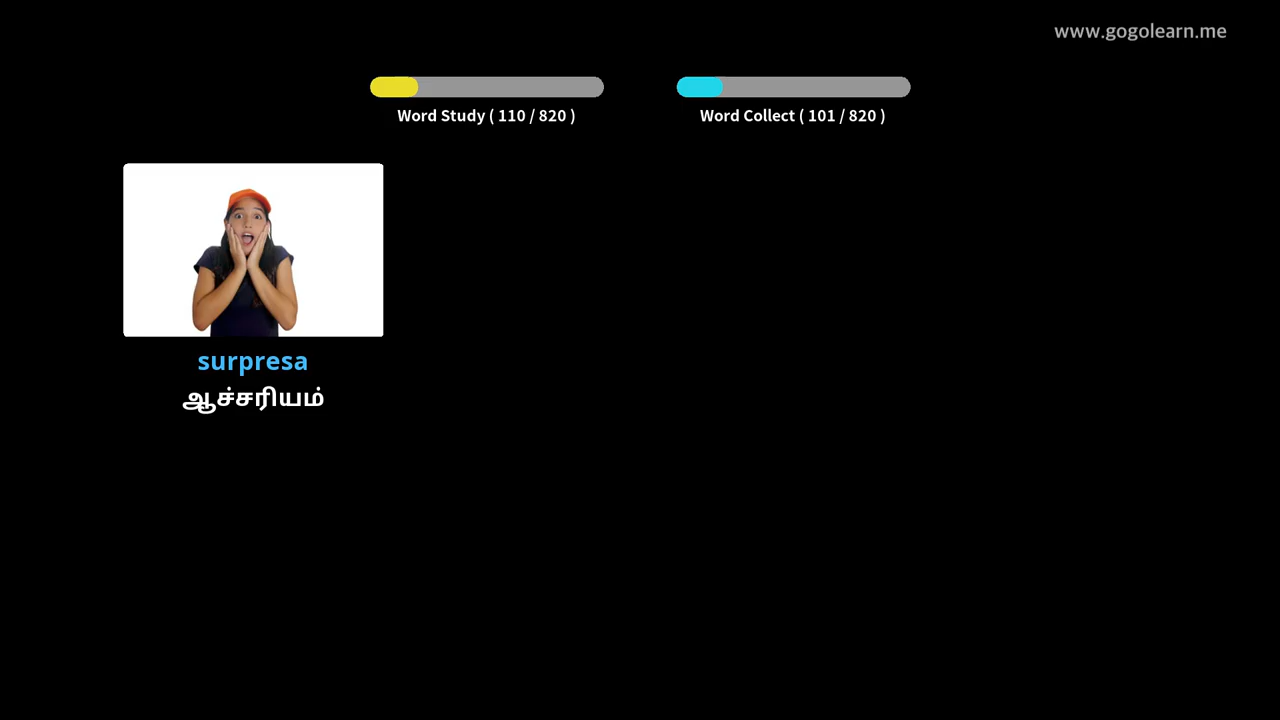 www.gogolearn.me
Word Study ( 110 / 820 )
Word Collect ( 101 / 820 )
surpresa
ஆச்சரியம்